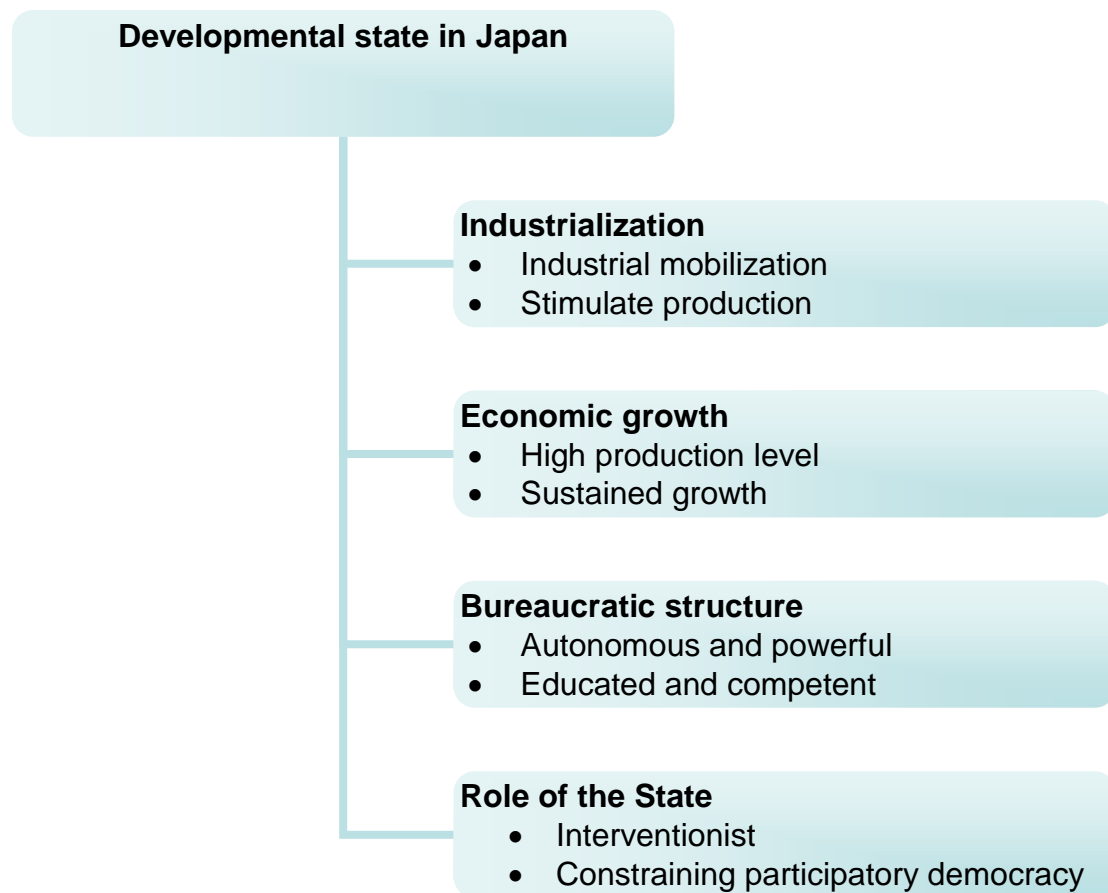 Developmental state in Japan
Industrialization
• Industrial mobilization
• Stimulate production
Economic growth
• High production level
• Sustained growth
Bureaucratic structure
• Autonomous and powerful
• Educated and competent
Role of the State
• Interventionist
• Constraining participatory democracy